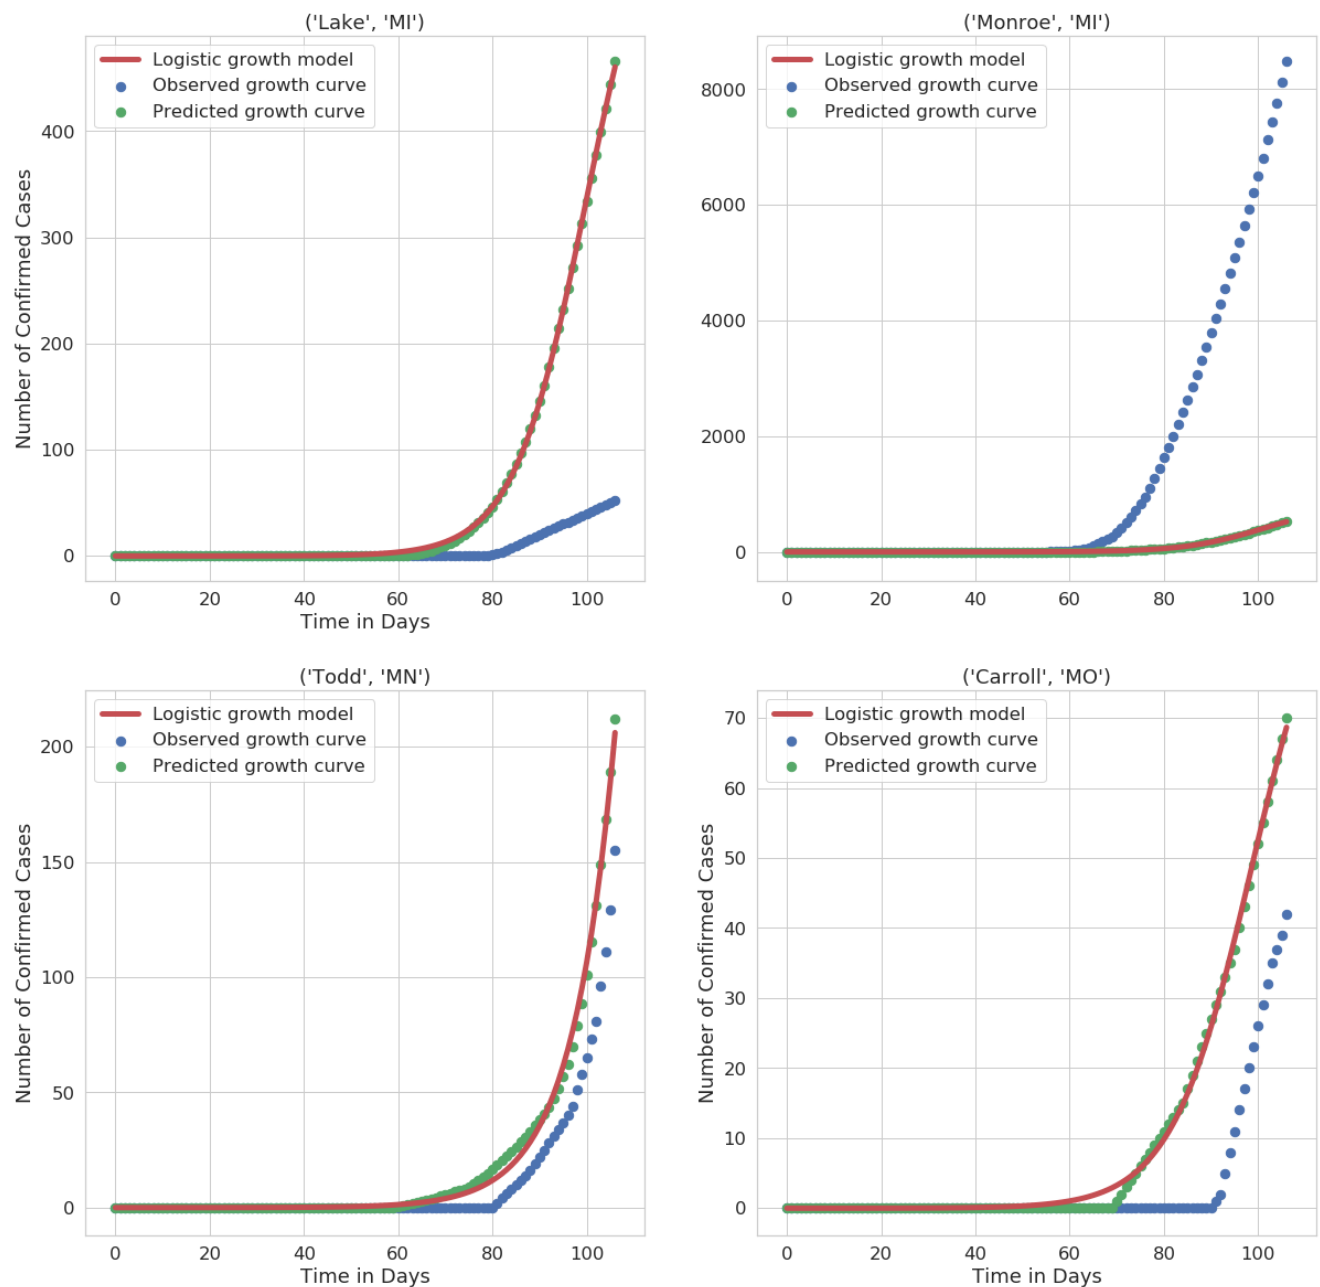 ('Lake', 'MI')
Logistic growth model
Observed growth curve
Predicted growth curve
Number of Confirmed Cases
400
300
200
100
0
0 20 40 60 80 100
Time in Days
('Monroe', 'MI')
Logistic growth model
Observed growth curve
Predicted growth curve
8000
6000
4000
2000
0
0 20 40 60 80 100
('Todd', 'MN')
Logistic growth model
Observed growth curve
Predicted growth curve
Number of Confirmed Cases
200
150
100
50
0
0 20 40 60 80 100
Time in Days
('Carroll', 'MO')
Logistic growth model
Observed growth curve
Predicted growth curve
Number of Confirmed Cases
70
60
50
40
30
20
10
0
0 20 40 60 80 100
Time in Days